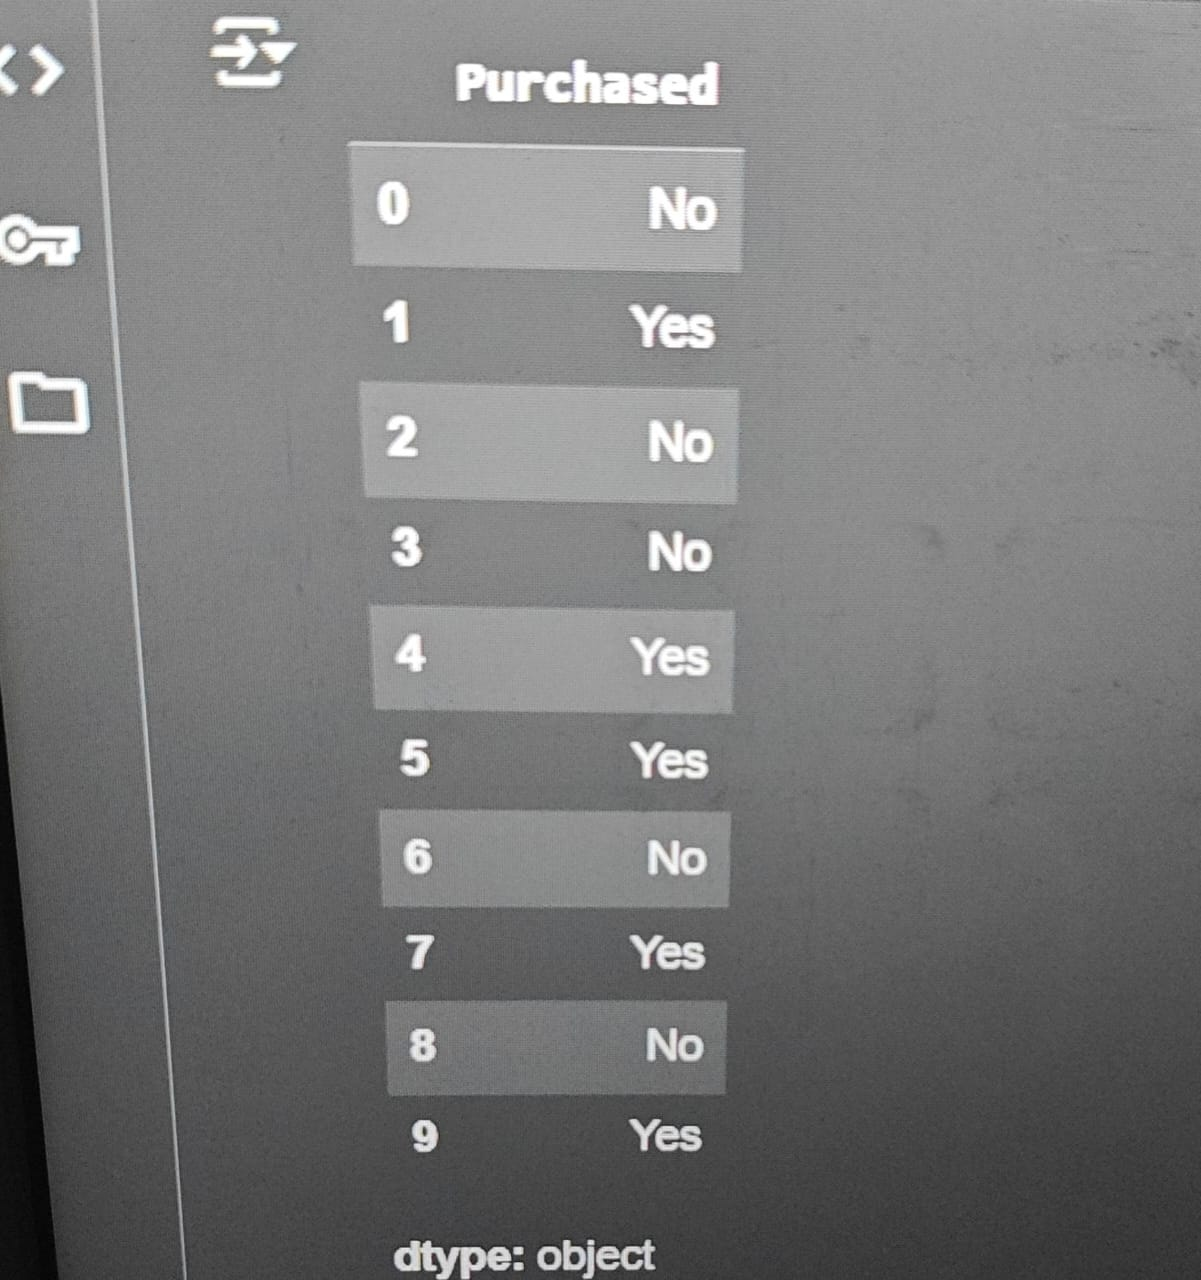 Purchased
0 No
1 Yes
2 No
3 No
4 Yes
5 Yes
6 No
7 Yes
8 No
9 Yes
dtype: object